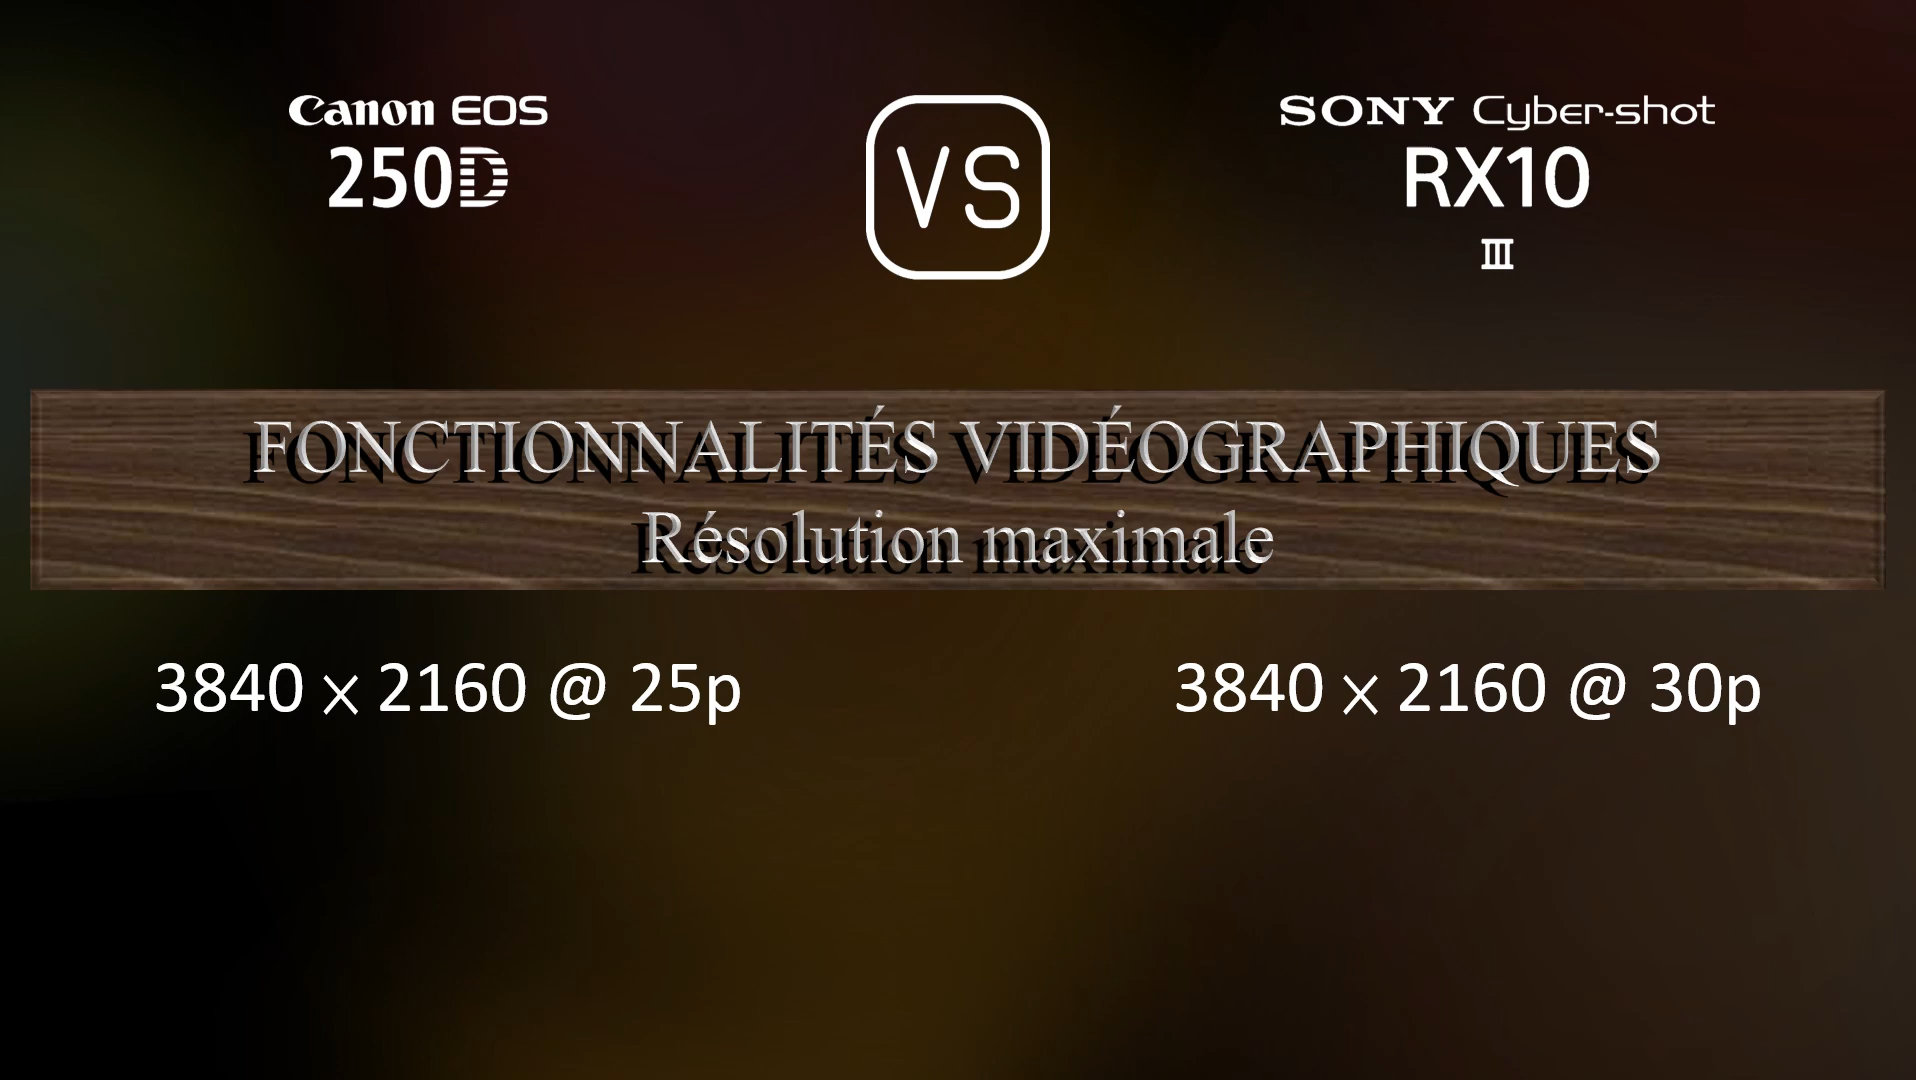 Canon EOS
250D
VS
SONY Cyber-shot
RX10
III
FONCTIONNALITÉS VIDÉOGRAPHIQUES
Résolution maximale
3840 x 2160 @ 25p
3840 x 2160 @ 30p